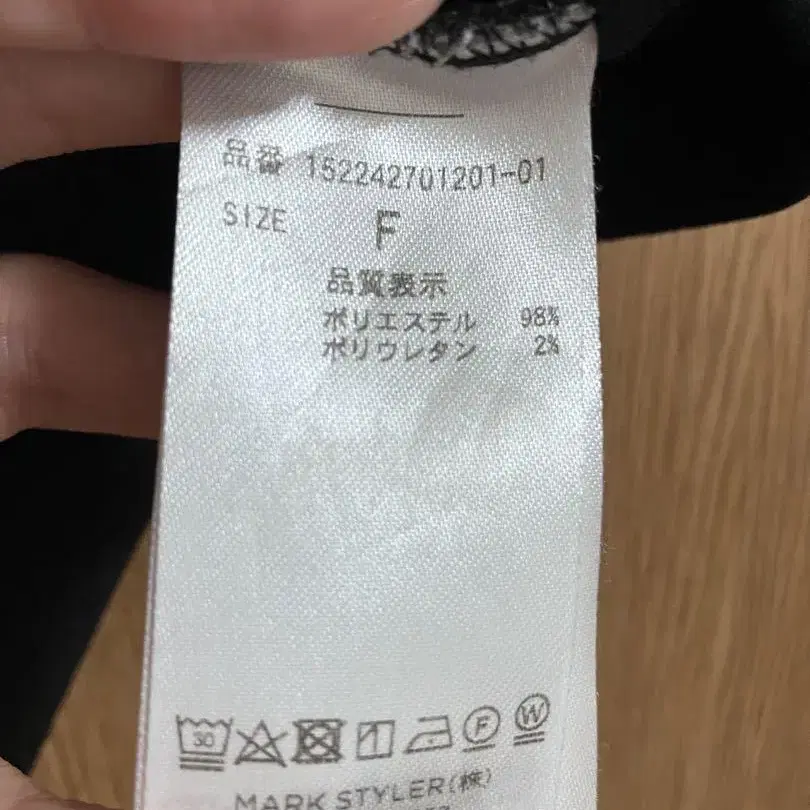 品番 152242701201-01
SIZE F
品質表示
ポリエステル 98%
ポリウレタン 2%
30 F W
MARK STYLER(株)